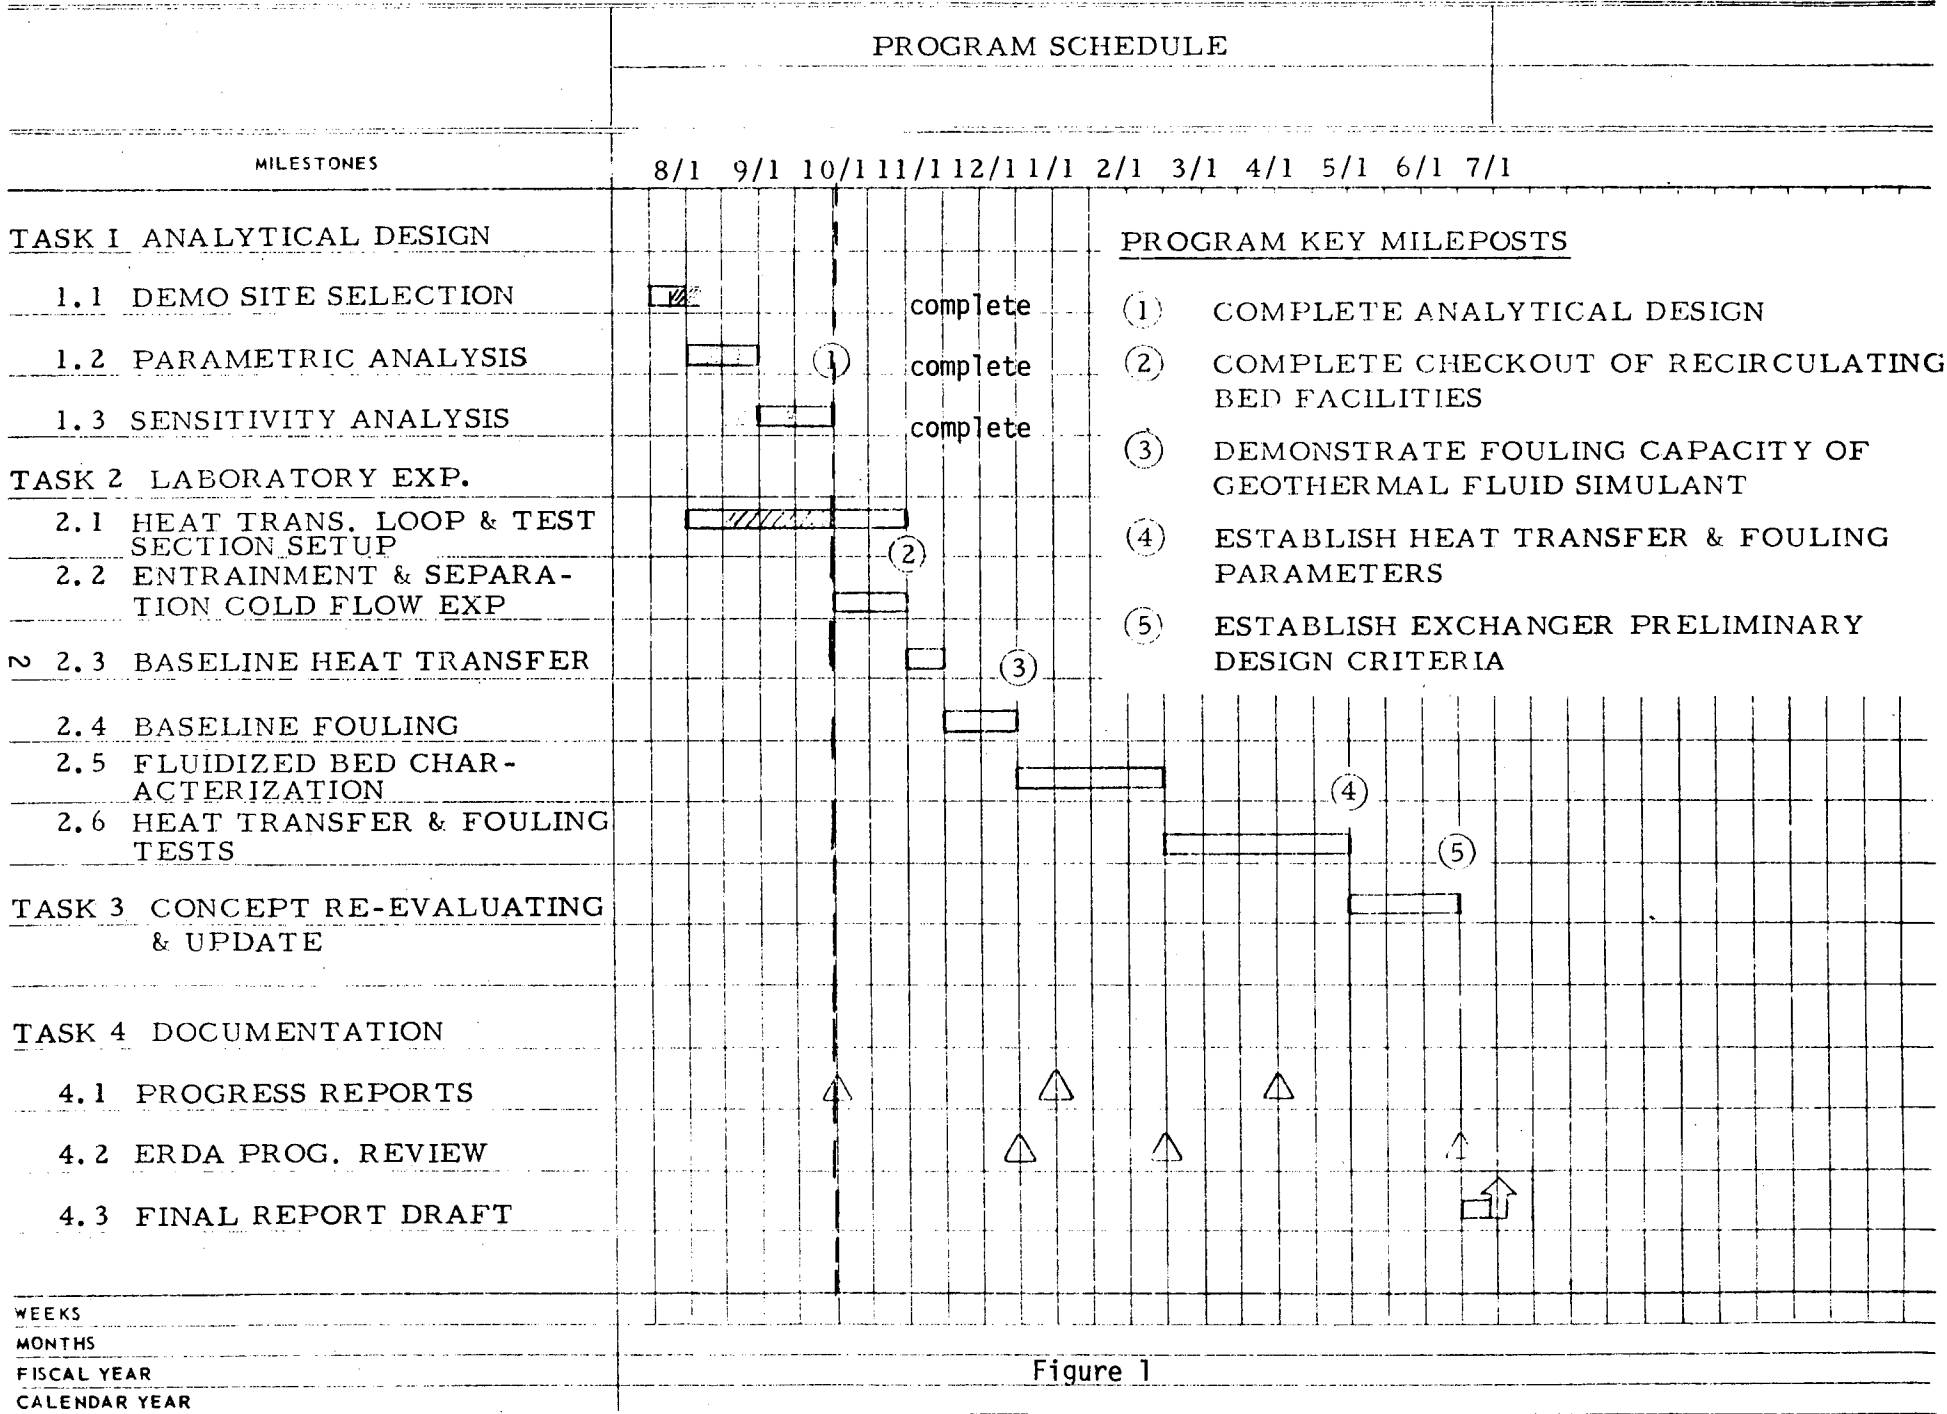 PROGRAM SCHEDULE
MILESTONES
8/1 9/1 10/1 11/1 12/1 1/1 2/1 3/1 4/1 5/1 6/1 7/1
TASK 1 ANALYTICAL DESIGN
1.1 DEMO SITE SELECTION
complete
1.2 PARAMETRIC ANALYSIS
1
complete
1.3 SENSITIVITY ANALYSIS
complete
TASK 2 LABORATORY EXP.
2.1 HEAT TRANS. LOOP & TEST
SECTION SETUP
2
2.2 ENTRAINMENT & SEPARA-
TION COLD FLOW EXP
2 2.3 BASELINE HEAT TRANSFER
3
2.4 BASELINE FOULING
2.5 FLUIDIZED BED CHAR-
ACTERIZATION
4
2.6 HEAT TRANSFER & FOULING
TESTS
5
TASK 3 CONCEPT RE-EVALUATING
& UPDATE
TASK 4 DOCUMENTATION
4.1 PROGRESS REPORTS
4.2 ERDA PROG. REVIEW
4.3 FINAL REPORT DRAFT
PROGRAM KEY MILEPOSTS
1 COMPLETE ANALYTICAL DESIGN
2 COMPLETE CHECKOUT OF RECIRCULATING
BED FACILITIES
3 DEMONSTRATE FOULING CAPACITY OF
GEOTHERMAL FLUID SIMULANT
4 ESTABLISH HEAT TRANSFER & FOULING
PARAMETERS
5 ESTABLISH EXCHANGER PRELIMINARY
DESIGN CRITERIA
WEEKS
MONTHS
FISCAL YEAR
CALENDAR YEAR
Figure 1